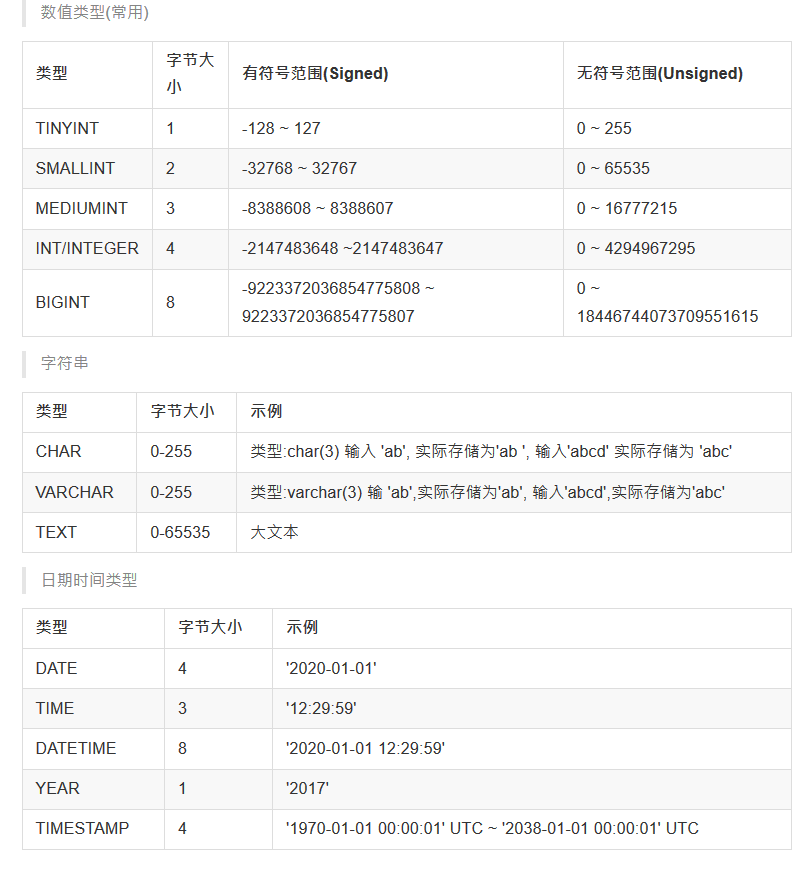 数值类型(常用)
类型 字节大小 有符号范围(Signed) 无符号范围(Unsigned)
TINYINT 1 -128 ~ 127 0 ~ 255
SMALLINT 2 -32768 ~ 32767 0 ~ 65535
MEDIUMINT 3 -8388608 ~ 8388607 0 ~ 16777215
INT/INTEGER 4 -2147483648 ~2147483647 0 ~ 4294967295
BIGINT 8 -9223372036854775808 ~ 9223372036854775807 0 ~ 18446744073709551615
字符串
类型 字节大小 示例
CHAR 0-255 类型:char(3) 输入 'ab', 实际存储为'ab ', 输入'abcd' 实际存储为 'abc'
VARCHAR 0-255 类型:varchar(3) 输 'ab',实际存储为'ab', 输入'abcd',实际存储为'abc'
TEXT 0-65535 大文本
日期时间类型
类型 字节大小 示例
DATE 4 '2020-01-01'
TIME 3 '12:29:59'
DATETIME 8 '2020-01-01 12:29:59'
YEAR 1 '2017'
TIMESTAMP 4 '1970-01-01 00:00:01' UTC ~ '2038-01-01 00:00:01' UTC